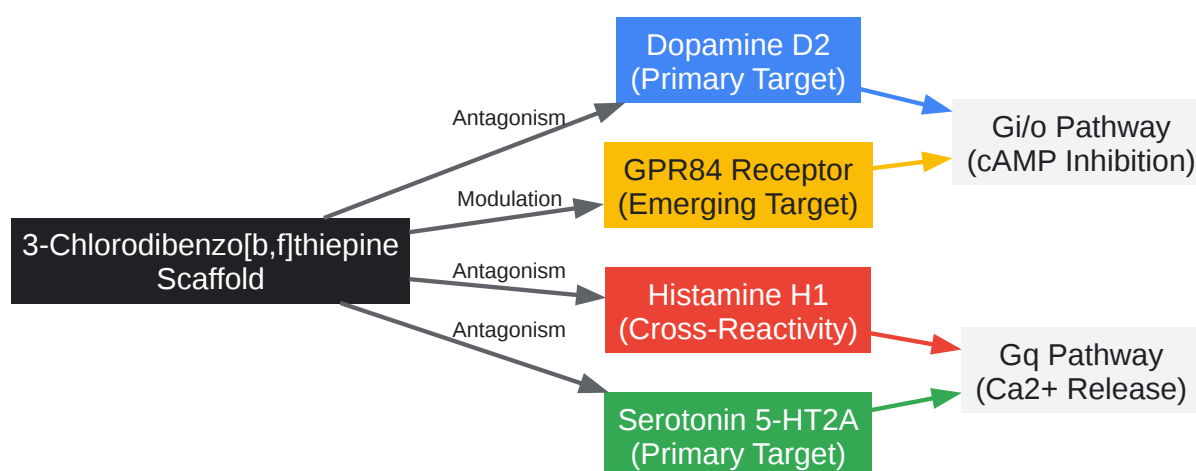 Dopamine D2
(Primary Target)
Antagonism
Gi/o Pathway
(cAMP Inhibition)
GPR84 Receptor
(Emerging Target)
Modulation
3-Chlorodibenzo[b,f]thiepine
Scaffold
Antagonism
Histamine H1
(Cross-Reactivity)
Antagonism
Gq Pathway
(Ca2+ Release)
Serotonin 5-HT2A
(Primary Target)